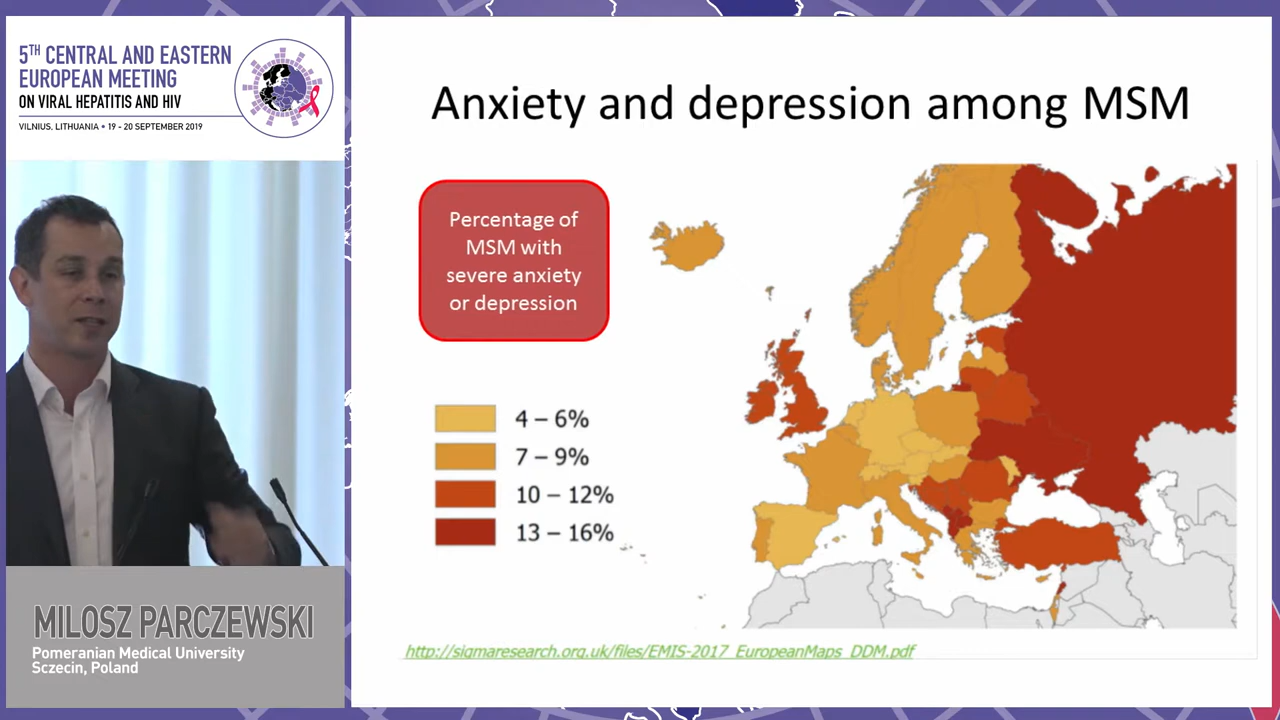 5TH CENTRAL AND EASTERN
EUROPEAN MEETING
ON VIRAL HEPATITIS AND HIV
VILNIUS, LITHUANIA • 19 - 20 SEPTEMBER 2019
Anxiety and depression among MSM
Percentage of
MSM with
severe anxiety
or depression
4 – 6%
7 – 9%
10 – 12%
13 – 16%
http://sigmaresearch.org.uk/files/EMIS-2017_EuropeanMaps_DDM.pdf
MILOSZ PARCZEWSKI
Pomeranian Medical University
Sczecin, Poland